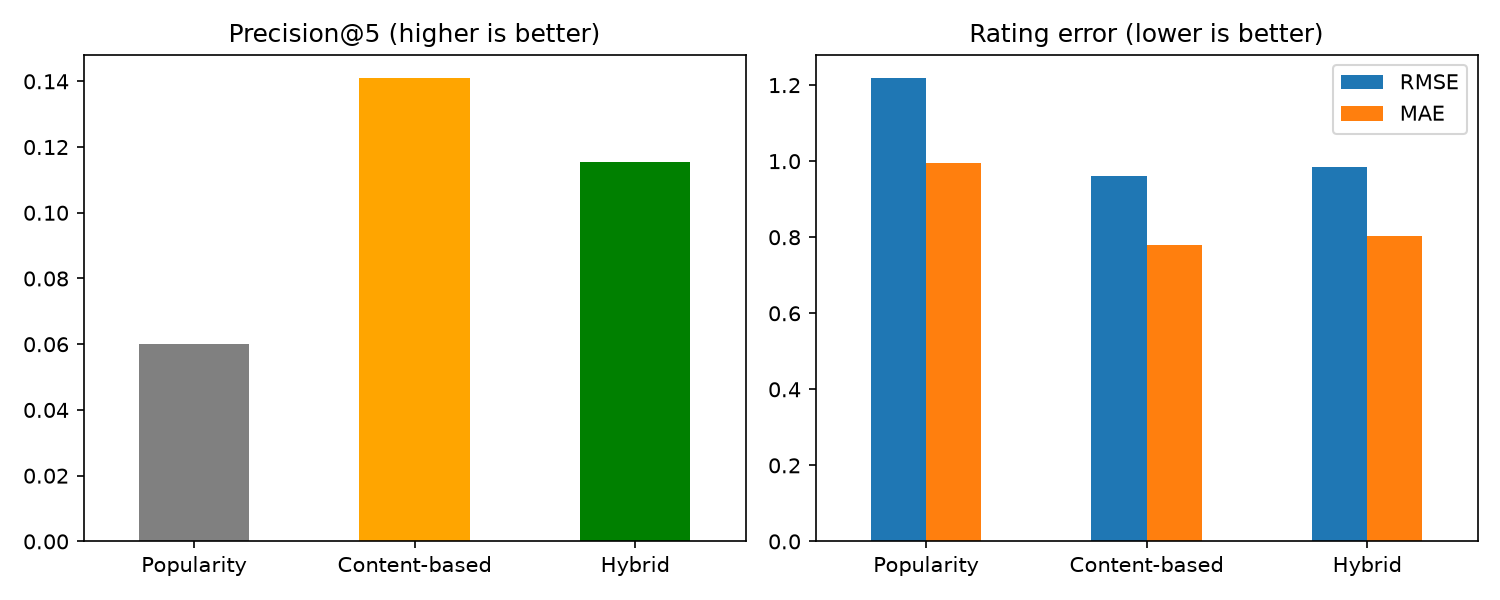 Precision@5 (higher is better)
0.14
0.12
0.10
0.08
0.06
0.04
0.02
0.00
Popularity
Content-based
Hybrid
Rating error (lower is better)
1.2
1.0
0.8
0.6
0.4
0.2
0.0
RMSE
MAE
Popularity
Content-based
Hybrid